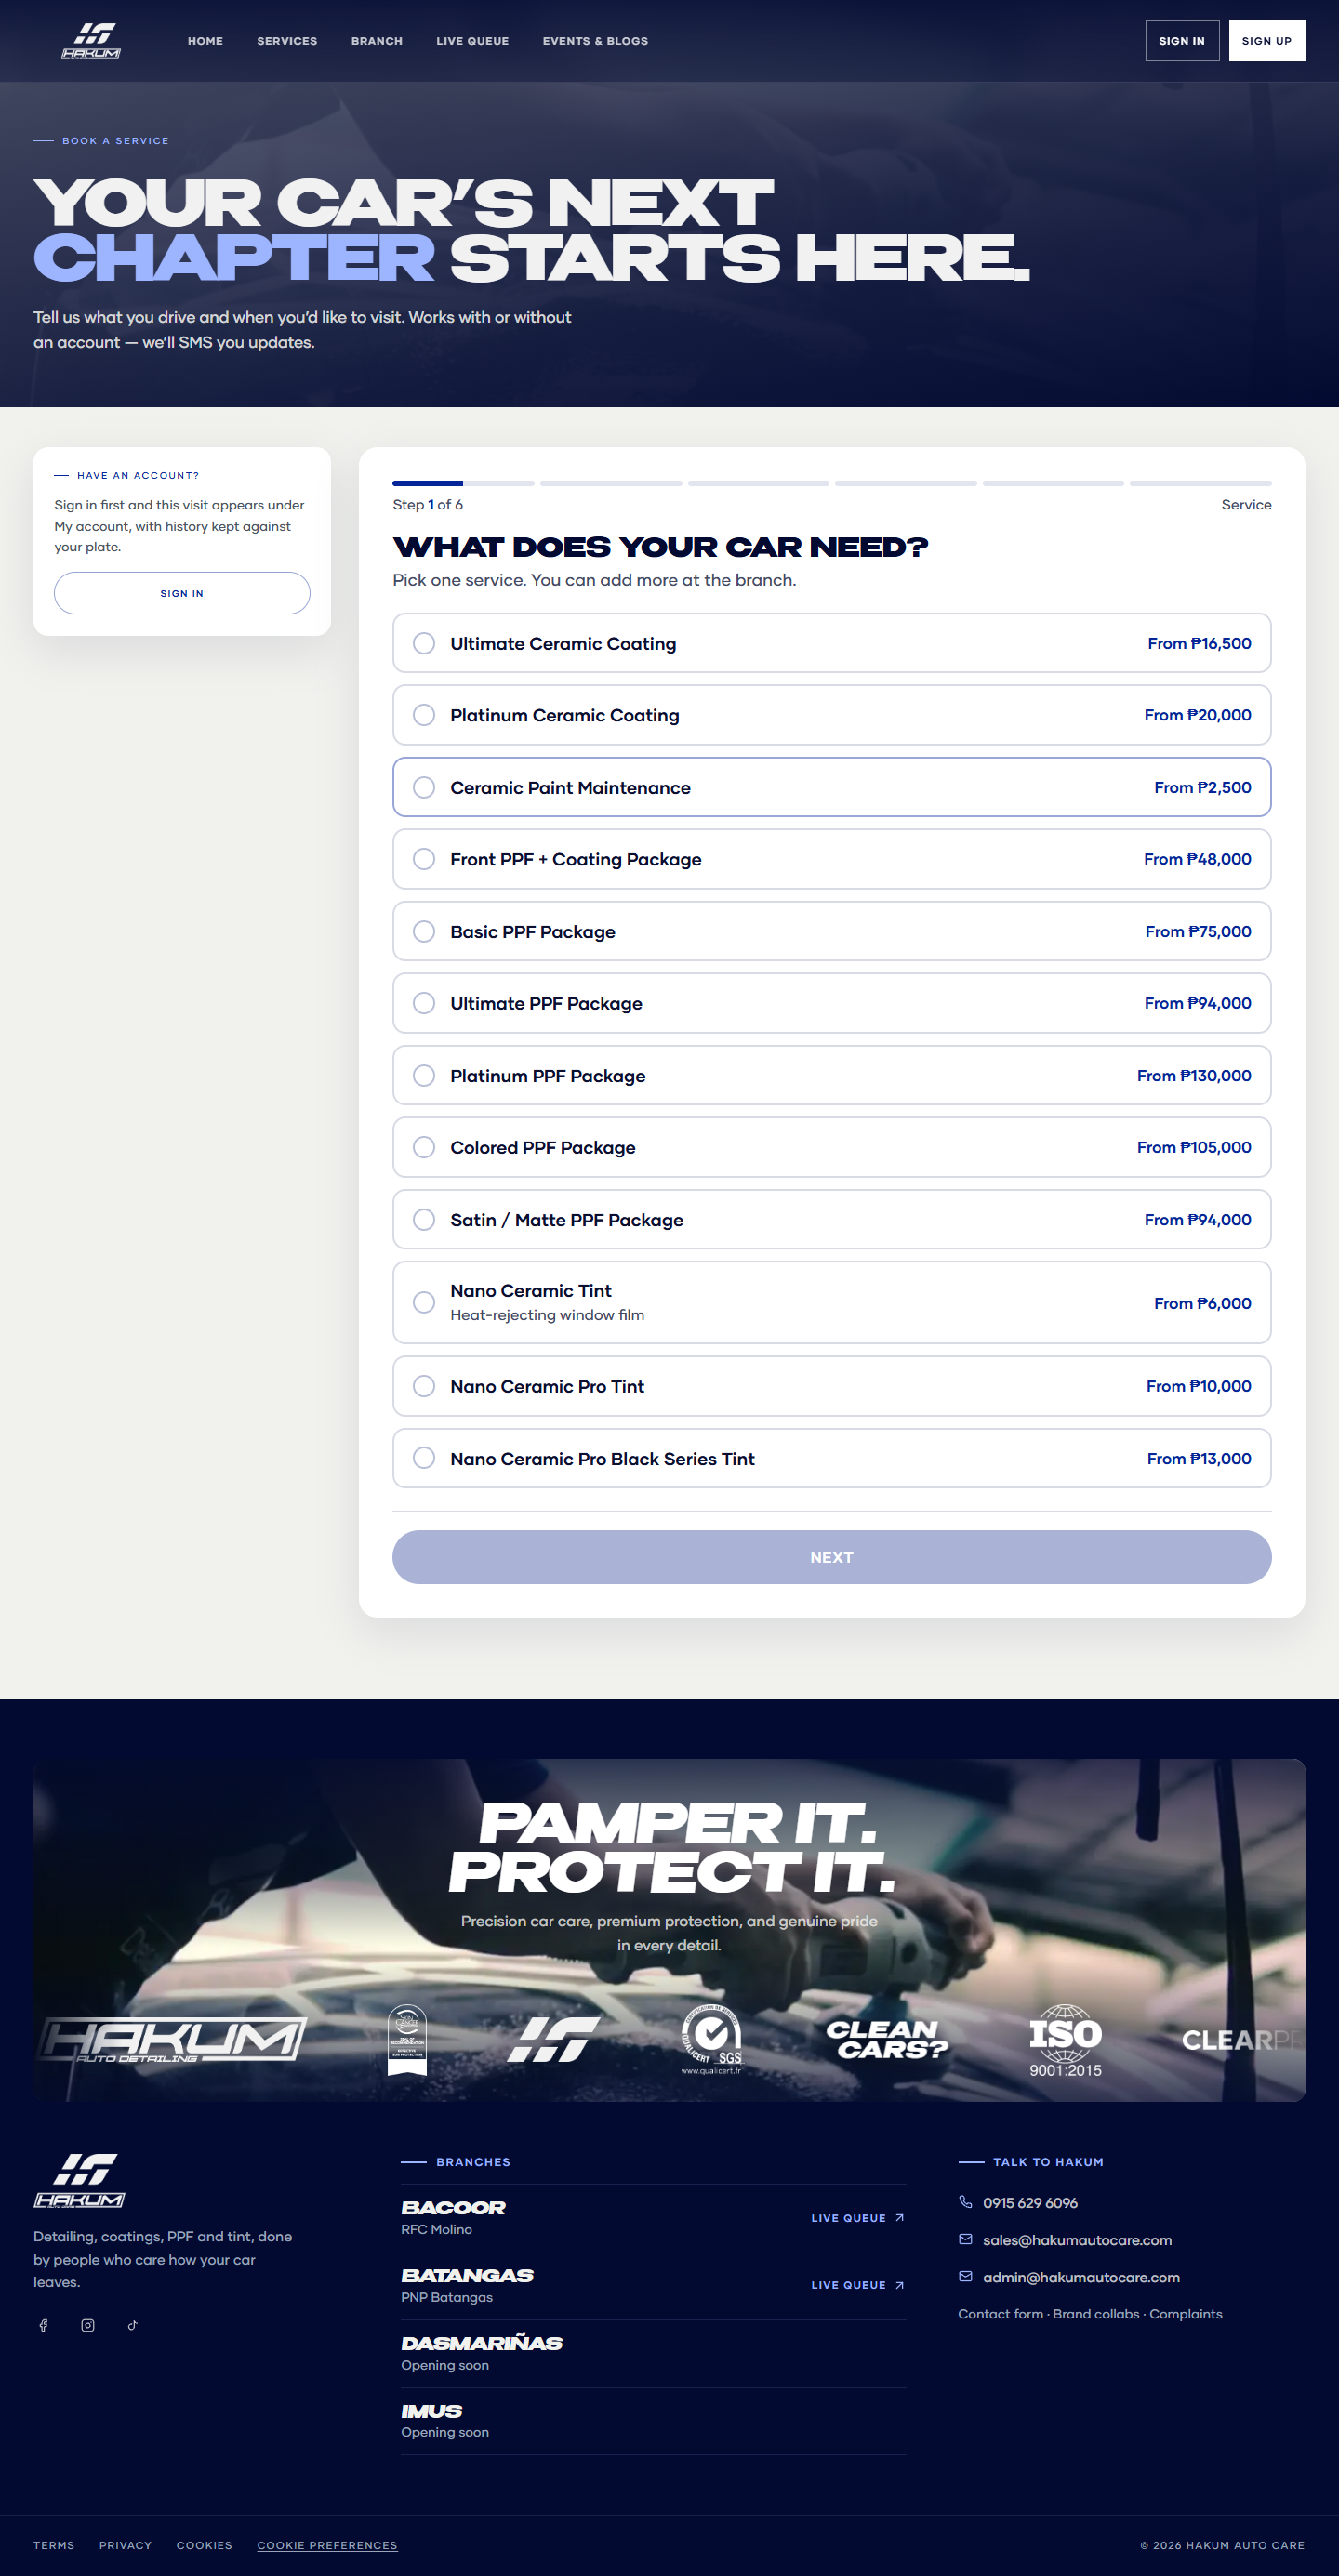 HAKUM
HOME
SERVICES
BRANCH
LIVE QUEUE
EVENTS & BLOGS
SIGN IN
SIGN UP
BOOK A SERVICE
YOUR CAR’S NEXT
CHAPTER STARTS HERE.
Tell us what you drive and when you’d like to visit. Works with or without
an account — we’ll SMS you updates.
HAVE AN ACCOUNT?
Sign in first and this visit appears under
My account, with history kept against
your plate.
SIGN IN
Step 1 of 6
Service
WHAT DOES YOUR CAR NEED?
Pick one service. You can add more at the branch.
Ultimate Ceramic Coating
From ₱16,500
Platinum Ceramic Coating
From ₱20,000
Ceramic Paint Maintenance
From ₱2,500
Front PPF + Coating Package
From ₱48,000
Basic PPF Package
From ₱75,000
Ultimate PPF Package
From ₱94,000
Platinum PPF Package
From ₱130,000
Colored PPF Package
From ₱105,000
Satin / Matte PPF Package
From ₱94,000
Nano Ceramic Tint
Heat-rejecting window film
From ₱6,000
Nano Ceramic Pro Tint
From ₱10,000
Nano Ceramic Pro Black Series Tint
From ₱13,000
NEXT
PAMPER IT.
PROTECT IT.
Precision car care, premium protection, and genuine pride
in every detail.
HAKUM
AUTO DETAILING
QUALICERT
SGS
www.qualicert.fr
CLEAN
CARS?
ISO
9001:2015
CLEARPF
HAKUM
Detailing, coatings, PPF and tint, done
by people who care how your car
leaves.
BRANCHES
BACOOR
RFC Molino
LIVE QUEUE
BATANGAS
PNP Batangas
LIVE QUEUE
DASMARIÑAS
Opening soon
IMUS
Opening soon
TALK TO HAKUM
0915 629 6096
sales@hakumautocare.com
admin@hakumautocare.com
Contact form · Brand collabs · Complaints
TERMS
PRIVACY
COOKIES
COOKIE PREFERENCES
© 2026 HAKUM AUTO CARE